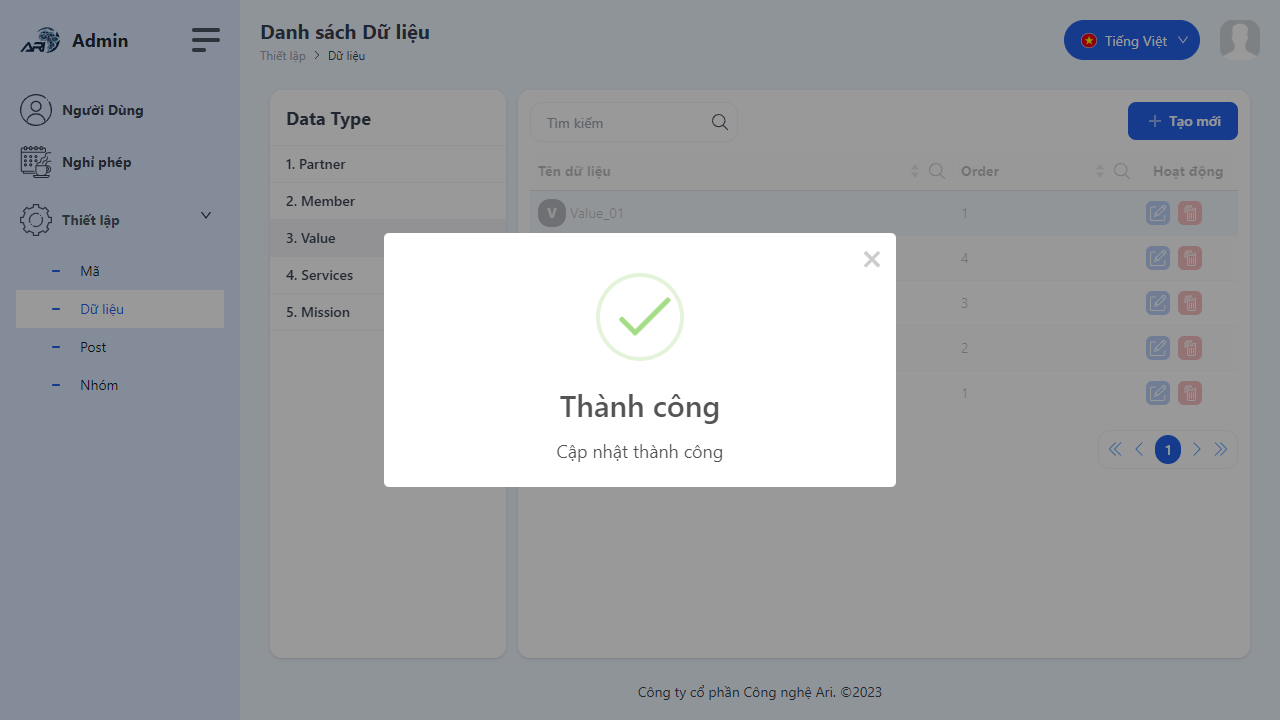 ARI
Admin
Người Dùng
Nghỉ phép
Thiết lập
Mã
Dữ liệu
Post
Nhóm
Danh sách Dữ liệu
Thiết lập
Dữ liệu
Tiếng Việt
Data Type
1. Partner
2. Member
3. Value
4. Services
5. Mission
Tìm kiếm
Tạo mới
Tên dữ liệu
Order
Hoạt động
V Value_01
1
4
3
2
1
1
Thành công
Cập nhật thành công
Công ty cổ phần Công nghệ Ari. ©2023